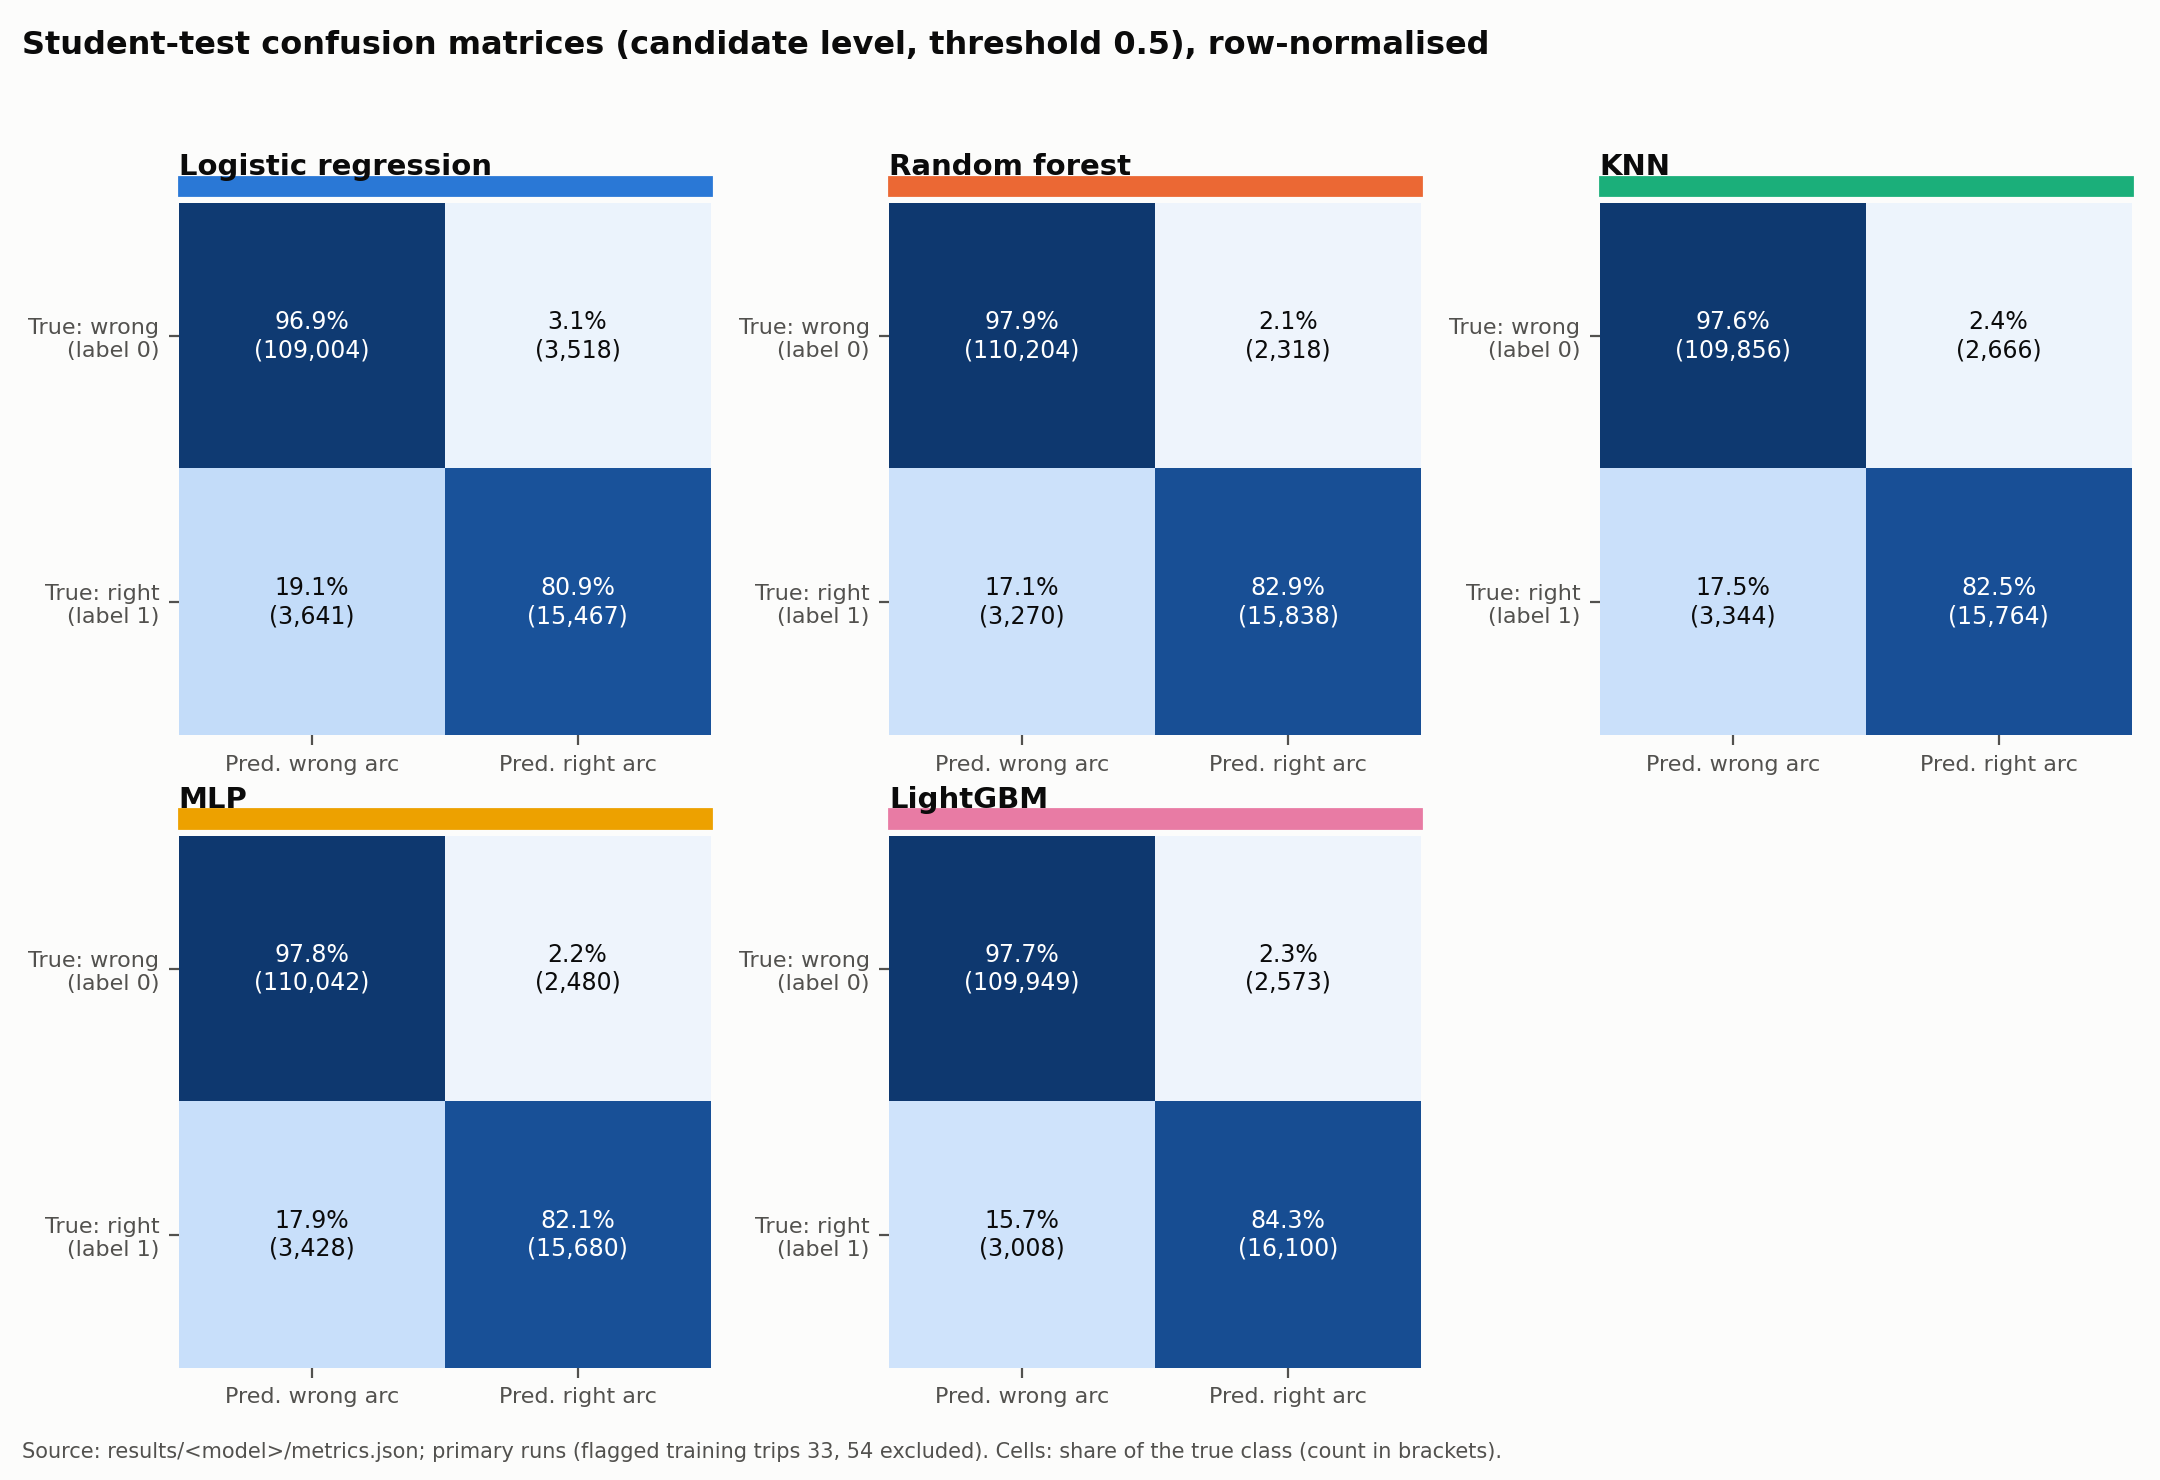 Student-test confusion matrices (candidate level, threshold 0.5), row-normalised
Logistic regression
True: wrong
(label 0)
96.9%
(109,004)
3.1%
(3,518)
True: right
(label 1)
19.1%
(3,641)
80.9%
(15,467)
Pred. wrong arc
Pred. right arc
Random forest
True: wrong
(label 0)
97.9%
(110,204)
2.1%
(2,318)
True: right
(label 1)
17.1%
(3,270)
82.9%
(15,838)
Pred. wrong arc
Pred. right arc
KNN
True: wrong
(label 0)
97.6%
(109,856)
2.4%
(2,666)
True: right
(label 1)
17.5%
(3,344)
82.5%
(15,764)
Pred. wrong arc
Pred. right arc
MLP
True: wrong
(label 0)
97.8%
(110,042)
2.2%
(2,480)
True: right
(label 1)
17.9%
(3,428)
82.1%
(15,680)
Pred. wrong arc
Pred. right arc
LightGBM
True: wrong
(label 0)
97.7%
(109,949)
2.3%
(2,573)
True: right
(label 1)
15.7%
(3,008)
84.3%
(16,100)
Pred. wrong arc
Pred. right arc
Source: results/<model>/metrics.json; primary runs (flagged training trips 33, 54 excluded). Cells: share of the true class (count in brackets).